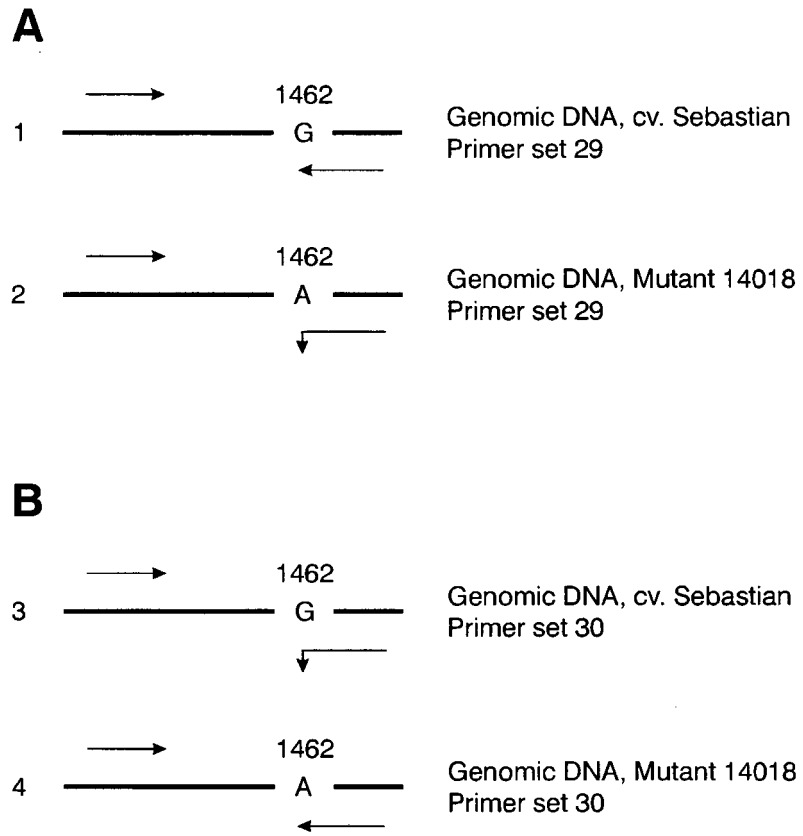 A
1462
1 G Genomic DNA, cv. Sebastian
Primer set 29
1462
2 A Genomic DNA, Mutant 14018
Primer set 29
B
1462
3 G Genomic DNA, cv. Sebastian
Primer set 30
1462
4 A Genomic DNA, Mutant 14018
Primer set 30